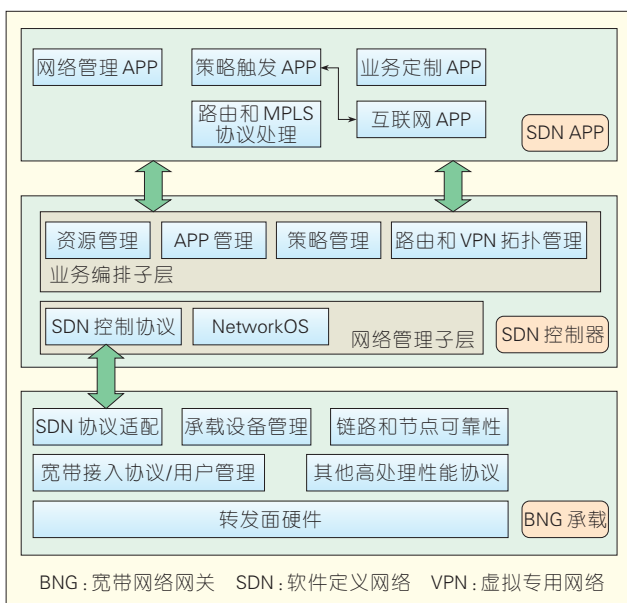 网络管理 APP
策略触发 APP
业务定制 APP
路由和 MPLS
协议处理
互联网 APP
SDN APP
资源管理
APP 管理
策略管理
路由和 VPN 拓扑管理
业务编排子层
SDN 控制协议
NetworkOS
网络管理子层
SDN 控制器
SDN 协议适配
承载设备管理
链路和节点可靠性
宽带接入协议/用户管理
其他高处理性能协议
转发面硬件
BNG 承载
BNG：宽带网络网关 SDN：软件定义网络 VPN：虚拟专用网络